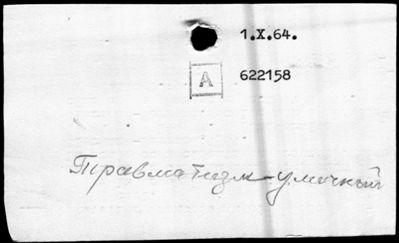 1.X.64.
A 622158
Травматизм-уличный